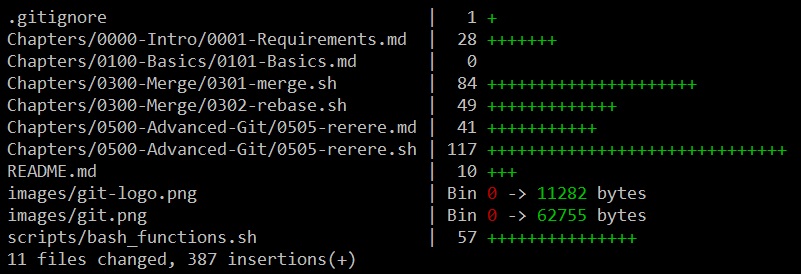 .gitignore | 1 +
Chapters/0000-Intro/0001-Requirements.md | 28 +++++++
Chapters/0100-Basics/0101-Basics.md | 0
Chapters/0300-Merge/0301-merge.sh | 84 +++++++++++++++++++++
Chapters/0300-Merge/0302-rebase.sh | 49 +++++++++++++
Chapters/0500-Advanced-Git/0505-rerere.md | 41 +++++++++++
Chapters/0500-Advanced-Git/0505-rerere.sh | 117 ++++++++++++++++++++++++++++++
README.md | 10 +++
images/git-logo.png | Bin 0 -> 11282 bytes
images/git.png | Bin 0 -> 62755 bytes
scripts/bash_functions.sh | 57 +++++++++++++++
11 files changed, 387 insertions(+)